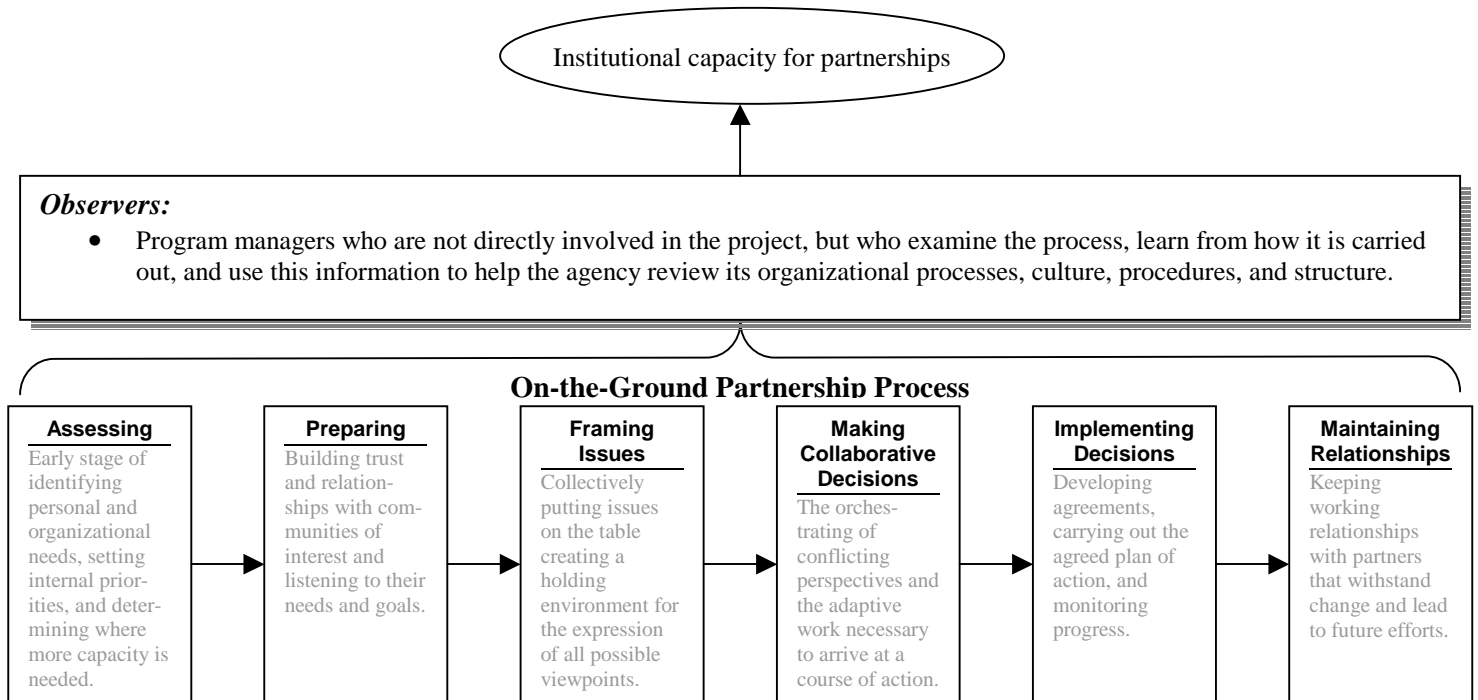 Institutional capacity for partnerships
Observers:
• Program managers who are not directly involved in the project, but who examine the process, learn from how it is carried
out, and use this information to help the agency review its organizational processes, culture, procedures, and structure.
On-the-Ground Partnership Process
Assessing
Early stage of
identifying
personal and
organizational
needs, setting
internal prior-
ities, and deter-
mining where
more capacity is
needed.
Preparing
Building trust
and relation-
ships with com-
munities of
interest and
listening to their
needs and goals.
Framing
Issues
Collectively
putting issues
on the table
creating a
holding
environment for
the expression
of all possible
viewpoints.
Making
Collaborative
Decisions
The orches-
trating of
conflicting
perspectives and
the adaptive
work necessary
to arrive at a
course of action.
Implementing
Decisions
Developing
agreements,
carrying out the
agreed plan of
action, and
monitoring
progress.
Maintaining
Relationships
Keeping
working
relationships
with partners
that withstand
change and lead
to future efforts.